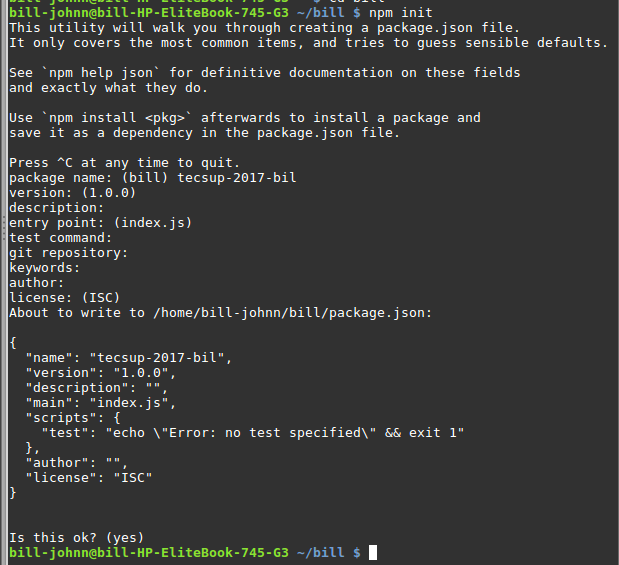 bill-johnn@bill-HP-EliteBook-745-G3 ~ $ cd bill
bill-johnn@bill-HP-EliteBook-745-G3 ~/bill $ npm init
This utility will walk you through creating a package.json file.
It only covers the most common items, and tries to guess sensible defaults.
See `npm help json` for definitive documentation on these fields
and exactly what they do.
Use `npm install <pkg>` afterwards to install a package and
save it as a dependency in the package.json file.
Press ^C at any time to quit.
package name: (bill) tecsup-2017-bil
version: (1.0.0)
description:
entry point: (index.js)
test command:
git repository:
keywords:
author:
license: (ISC)
About to write to /home/bill-johnn/bill/package.json:
{
  "name": "tecsup-2017-bil",
  "version": "1.0.0",
  "description": "",
  "main": "index.js",
  "scripts": {
    "test": "echo \"Error: no test specified\" && exit 1"
  },
  "author": "",
  "license": "ISC"
}
Is this ok? (yes)
bill-johnn@bill-HP-EliteBook-745-G3 ~/bill $